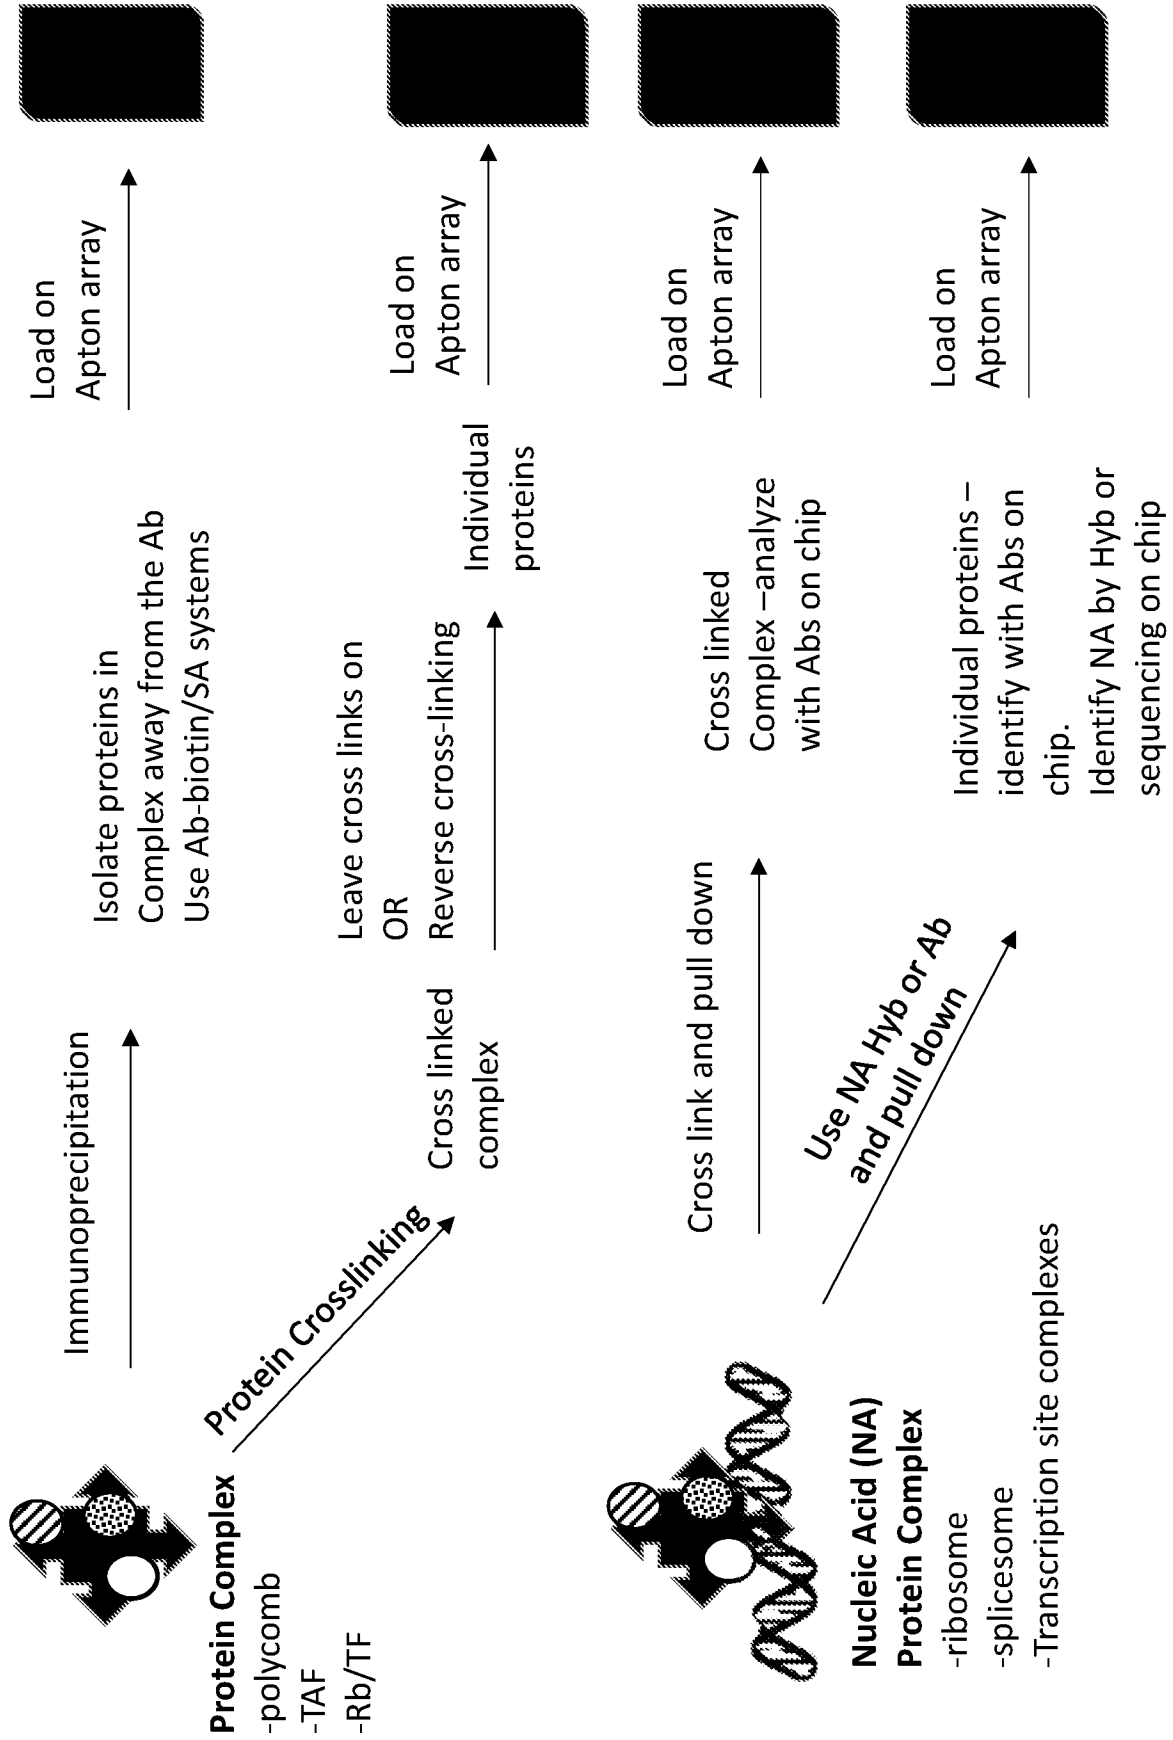 Immunoprecipitation
Isolate proteins in
Complex away from the Ab
Use Ab-biotin/SA systems
Load on
Apton array
Protein Complex
-polycomb
-TAF
-Rb/TF
Protein Crosslinking
Cross linked
complex
Leave cross links on
OR
Reverse cross-linking
Individual
proteins
Load on
Apton array
Cross link and pull down
Cross linked
Complex –analyze
with Abs on chip
Load on
Apton array
Nucleic Acid (NA)
Protein Complex
-ribosome
-splicesome
-Transcription site complexes
Use NA Hyb or Ab
and pull down
Individual proteins –
identify with Abs on
chip.
Identify NA by Hyb or
sequencing on chip
Load on
Apton array